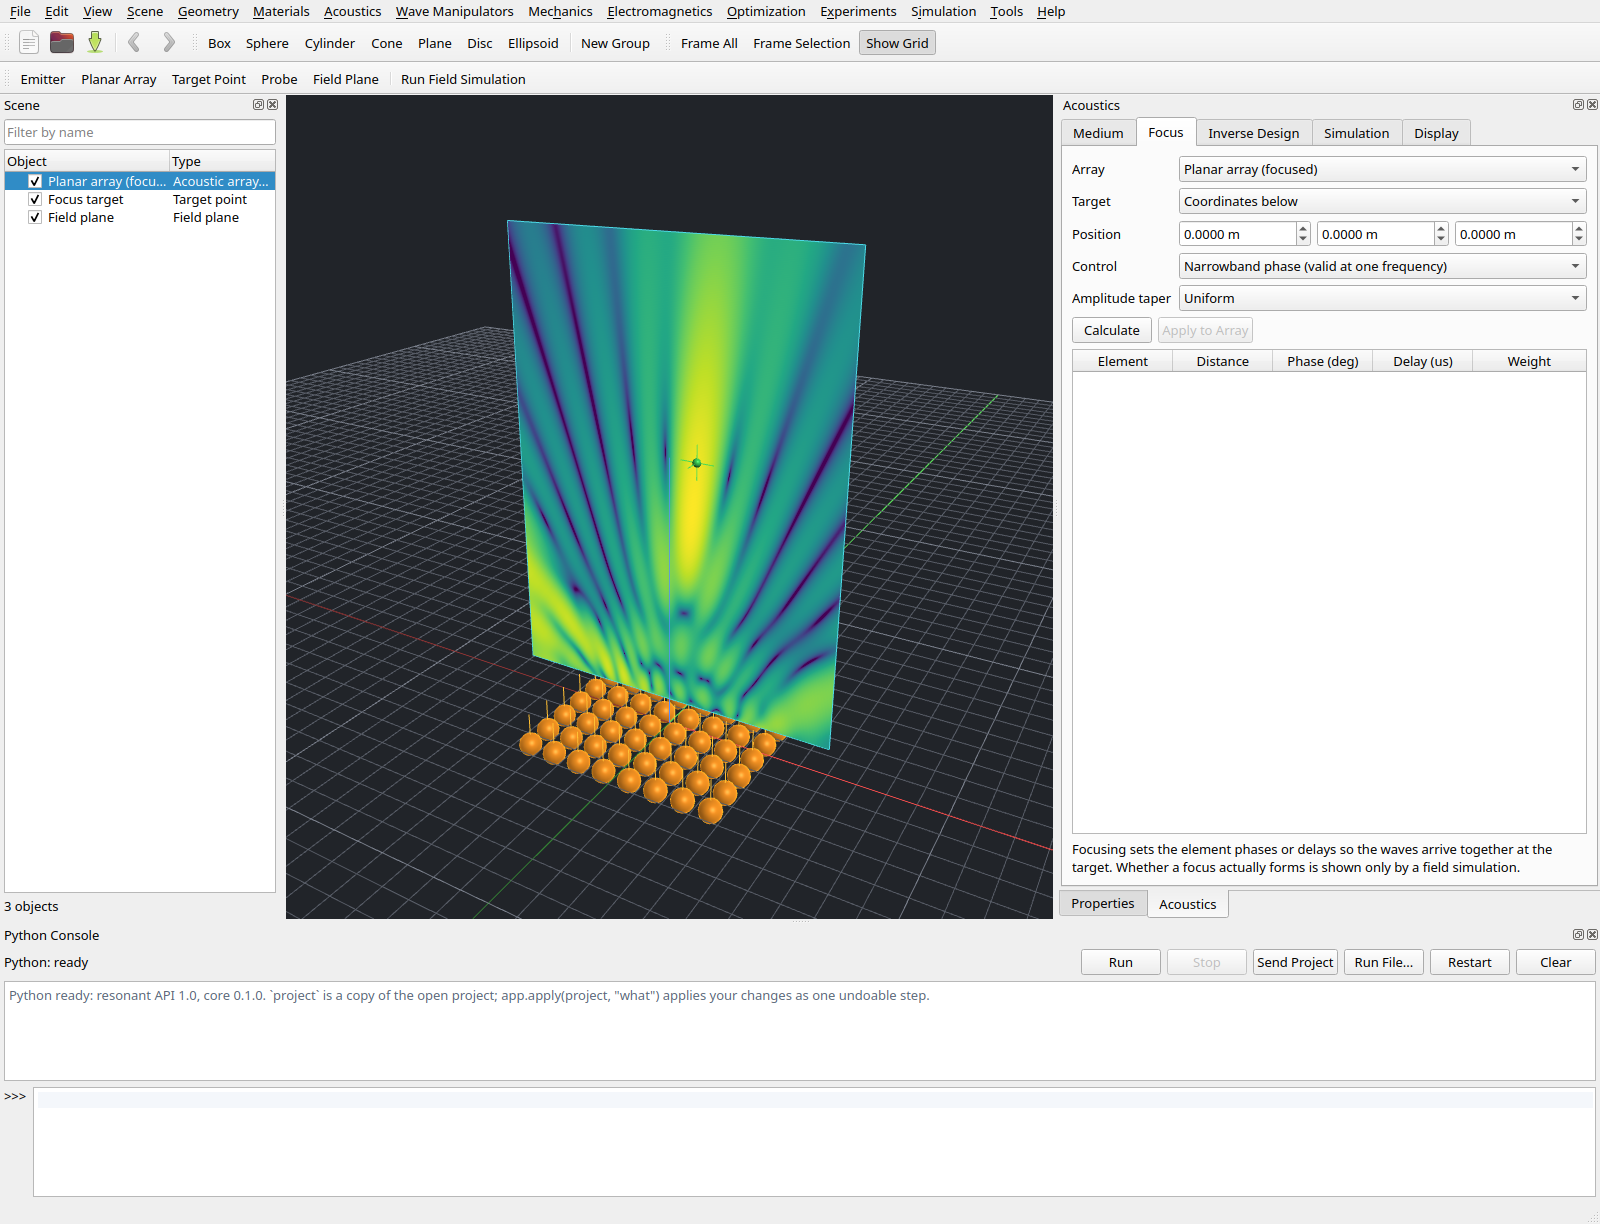 File Edit View Scene Geometry Materials Acoustics Wave Manipulators Mechanics Electromagnetics Optimization Experiments Simulation Tools Help
Box Sphere Cylinder Cone Plane Disc Ellipsoid New Group Frame All Frame Selection Show Grid
Emitter Planar Array Target Point Probe Field Plane Run Field Simulation
Scene
Filter by name
Object Type
Planar array (focu... Acoustic array...
Focus target Target point
Field plane Field plane
3 objects
Acoustics
Medium Focus Inverse Design Simulation Display
Array Planar array (focused)
Target Coordinates below
Position 0.0000 m 0.0000 m 0.0000 m
Control Narrowband phase (valid at one frequency)
Amplitude taper Uniform
Calculate Apply to Array
Element Distance Phase (deg) Delay (us) Weight
Focusing sets the element phases or delays so the waves arrive together at the
target. Whether a focus actually forms is shown only by a field simulation.
Properties Acoustics
Python Console
Python: ready
Run Stop Send Project Run File... Restart Clear
Python ready: resonant API 1.0, core 0.1.0. `project` is a copy of the open project; app.apply(project, "what") applies your changes as one undoable step.
>>>